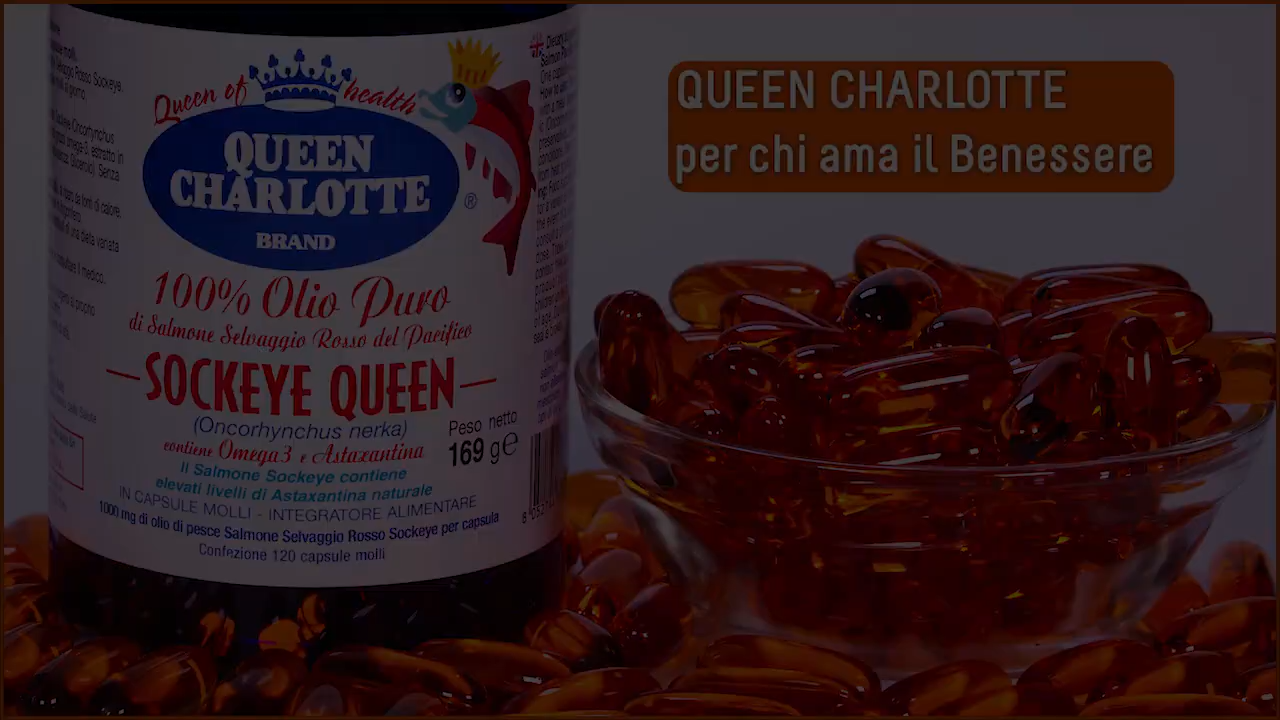 Queen of health
QUEEN
CHARLOTTE
®
BRAND
100% Olio Puro
di Salmone Selvaggio Rosso del Pacifico
SOCKEYE QUEEN
(Oncorhynchus nerka)
contiene Omega3 e Astaxantina
Peso netto
169 g℮
Il Salmone Sockeye contiene
elevati livelli di Astaxantina naturale
IN CAPSULE MOLLI - INTEGRATORE ALIMENTARE
1000 mg di olio di pesce Salmone Selvaggio Rosso Sockeye per capsula
Confezione 120 capsule molli
QUEEN CHARLOTTE
per chi ama il Benessere